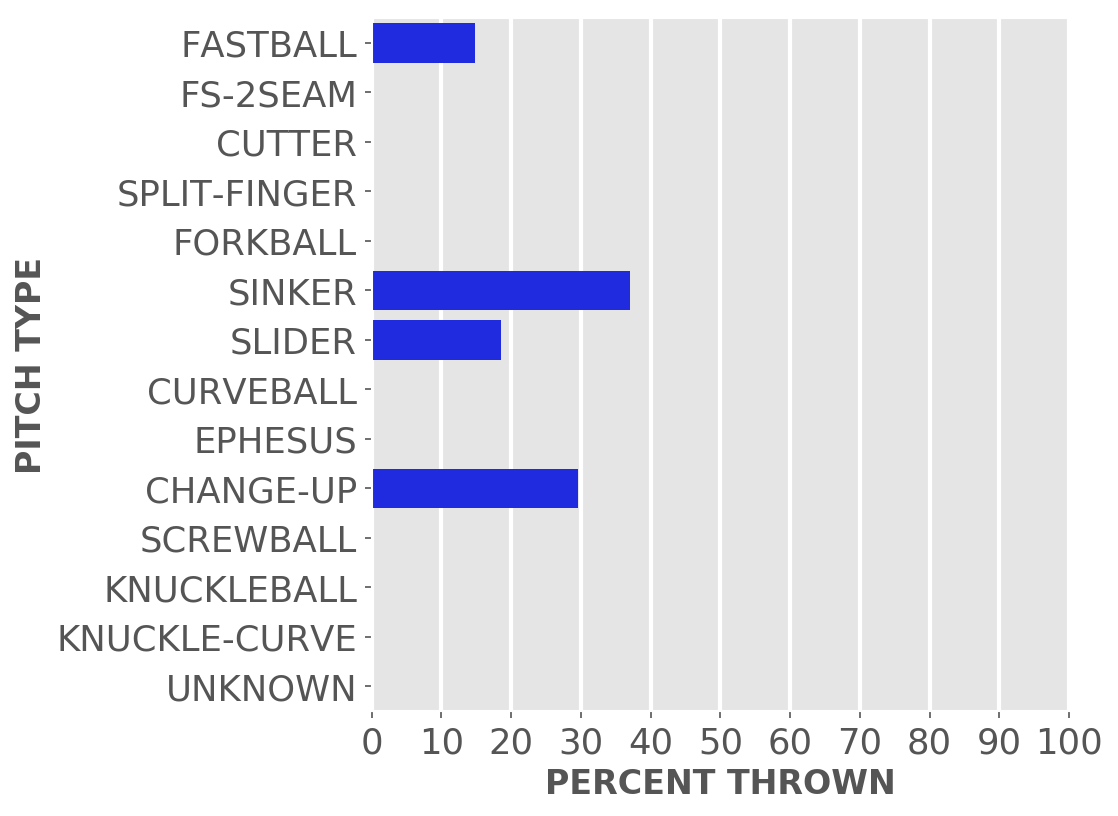 FASTBALL
FS-2SEAM
CUTTER
SPLIT-FINGER
FORKBALL
SINKER
SLIDER
CURVEBALL
EPHESUS
CHANGE-UP
SCREWBALL
KNUCKLEBALL
KNUCKLE-CURVE
UNKNOWN
PITCH TYPE
0 10 20 30 40 50 60 70 80 90 100
PERCENT THROWN